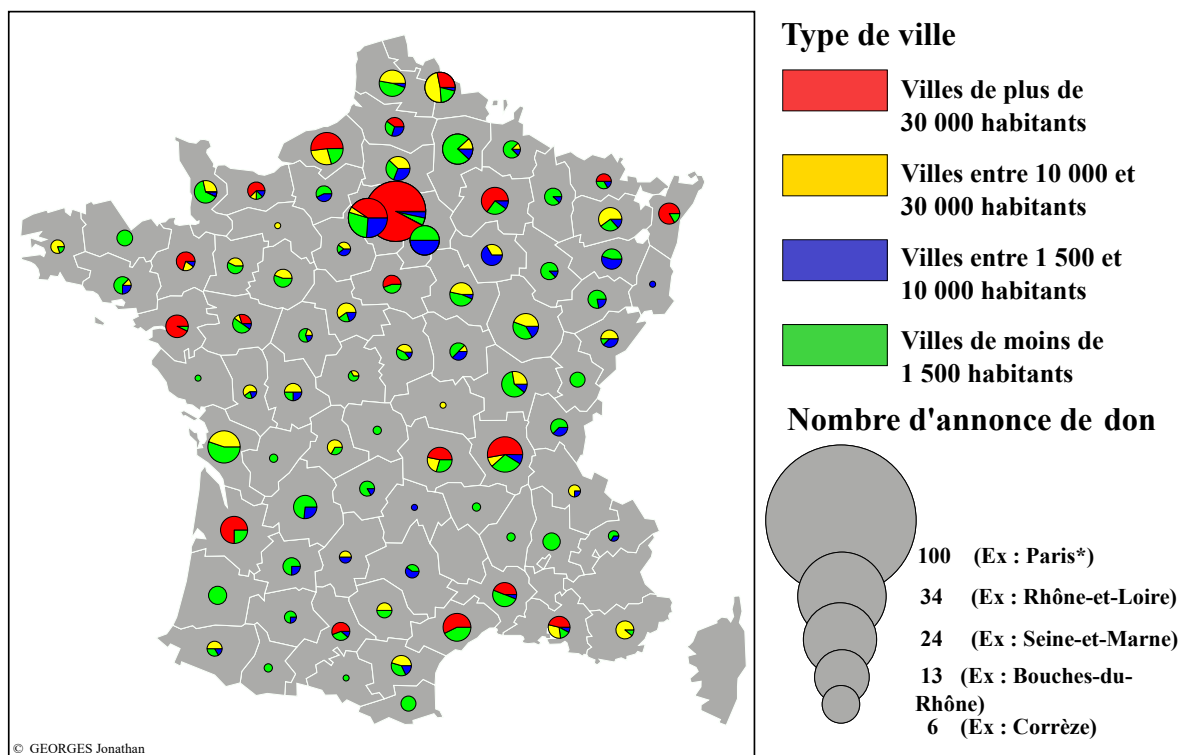 Type de ville
Villes de plus de
30 000 habitants
Villes entre 10 000 et
30 000 habitants
Villes entre 1 500 et
10 000 habitants
Villes de moins de
1 500 habitants
Nombre d'annonce de don
100 (Ex : Paris*)
34 (Ex : Rhône-et-Loire)
24 (Ex : Seine-et-Marne)
13 (Ex : Bouches-du-
Rhône)
6 (Ex : Corrèze)
© GEORGES Jonathan